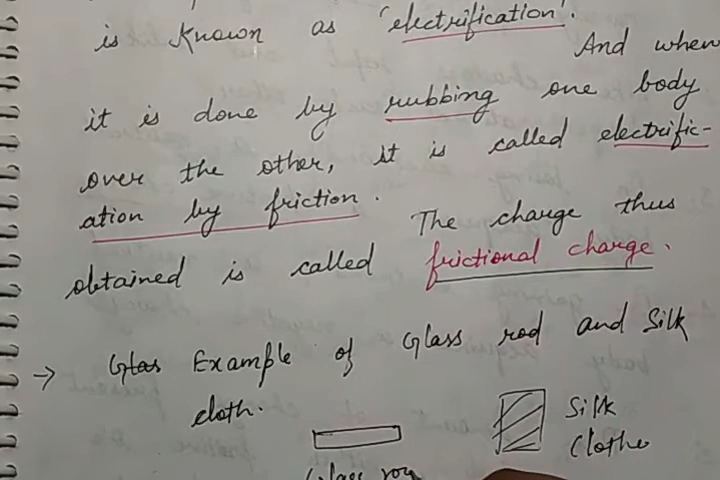 is Known as 'electrification'.
And when
it is done by rubbing one body
over the other, it is called electrific-
ation by friction. The charge thus
obtained is called frictional charge.
→ Example of Glass rod and Silk
cloth.
Silk
Clothe
Glass